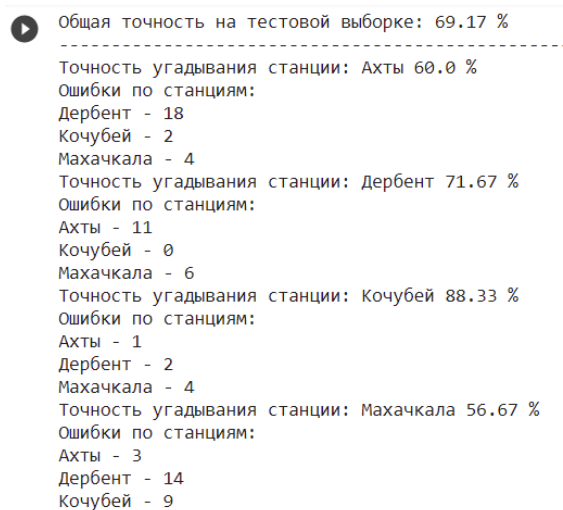 Общая точность на тестовой выборке: 69.17 %
------------------------------------------------
Точность угадывания станции: Ахты 60.0 %
Ошибки по станциям:
Дербент - 18
Кочубей - 2
Махачкала - 4
Точность угадывания станции: Дербент 71.67 %
Ошибки по станциям:
Ахты - 11
Кочубей - 0
Махачкала - 6
Точность угадывания станции: Кочубей 88.33 %
Ошибки по станциям:
Ахты - 1
Дербент - 2
Махачкала - 4
Точность угадывания станции: Махачкала 56.67 %
Ошибки по станциям:
Ахты - 3
Дербент - 14
Кочубей - 9